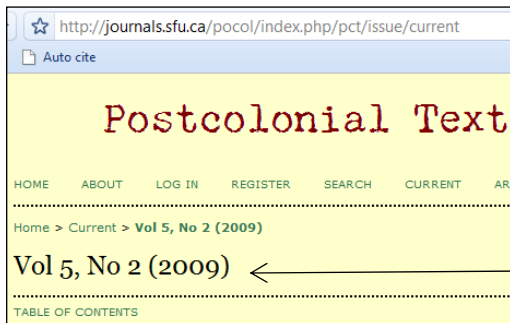 http://journals.sfu.ca/pocol/index.php/pct/issue/current
Auto cite
Postcolonial Text
HOME ABOUT LOG IN REGISTER SEARCH CURRENT AR
Home > Current > Vol 5, No 2 (2009)
Vol 5, No 2 (2009)
TABLE OF CONTENTS